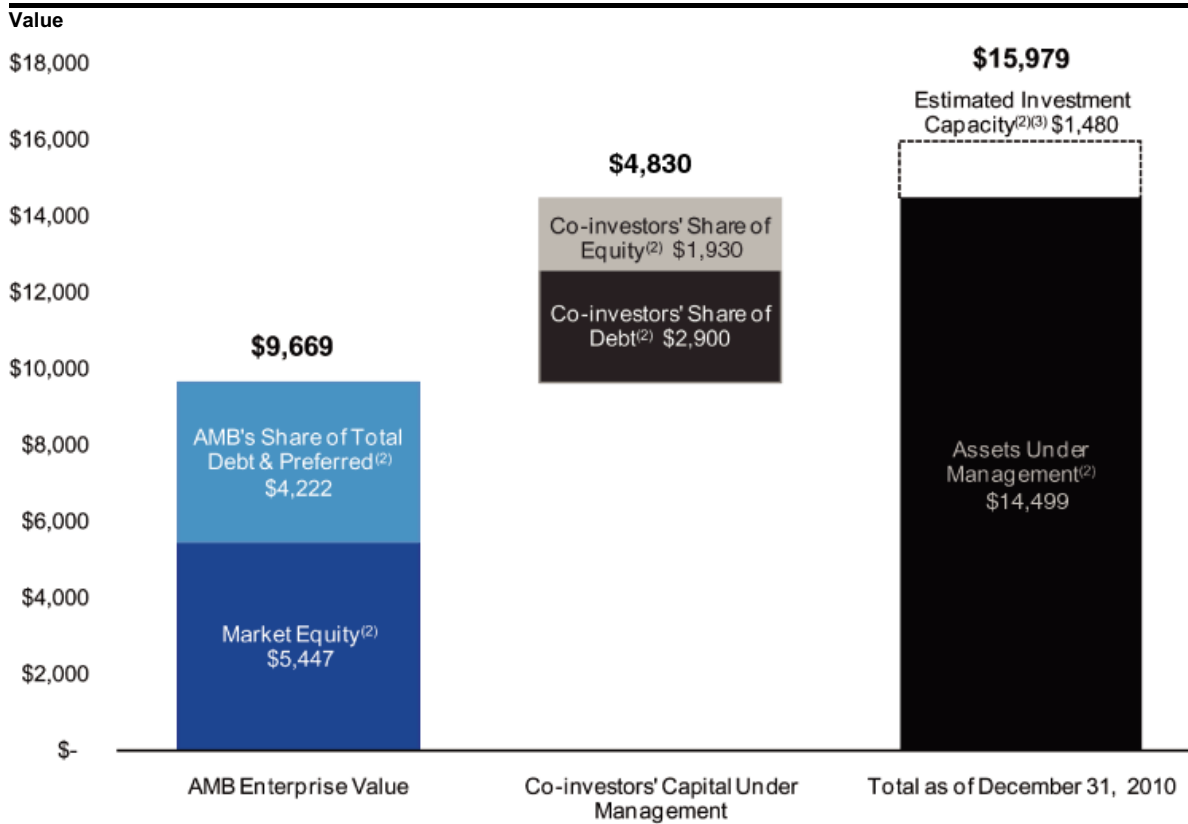 Value
$18,000
$16,000
$14,000
$12,000
$10,000
$8,000
$6,000
$4,000
$2,000
$-
$9,669
AMB's Share of Total
Debt & Preferred(2)
$4,222
Market Equity(2)
$5,447
$4,830
Co-investors' Share of
Equity(2) $1,930
Co-investors' Share of
Debt(2) $2,900
$15,979
Estimated Investment
Capacity(2)(3) $1,480
Assets Under
Management(2)
$14,499
AMB Enterprise Value
Co-investors' Capital Under
Management
Total as of December 31, 2010